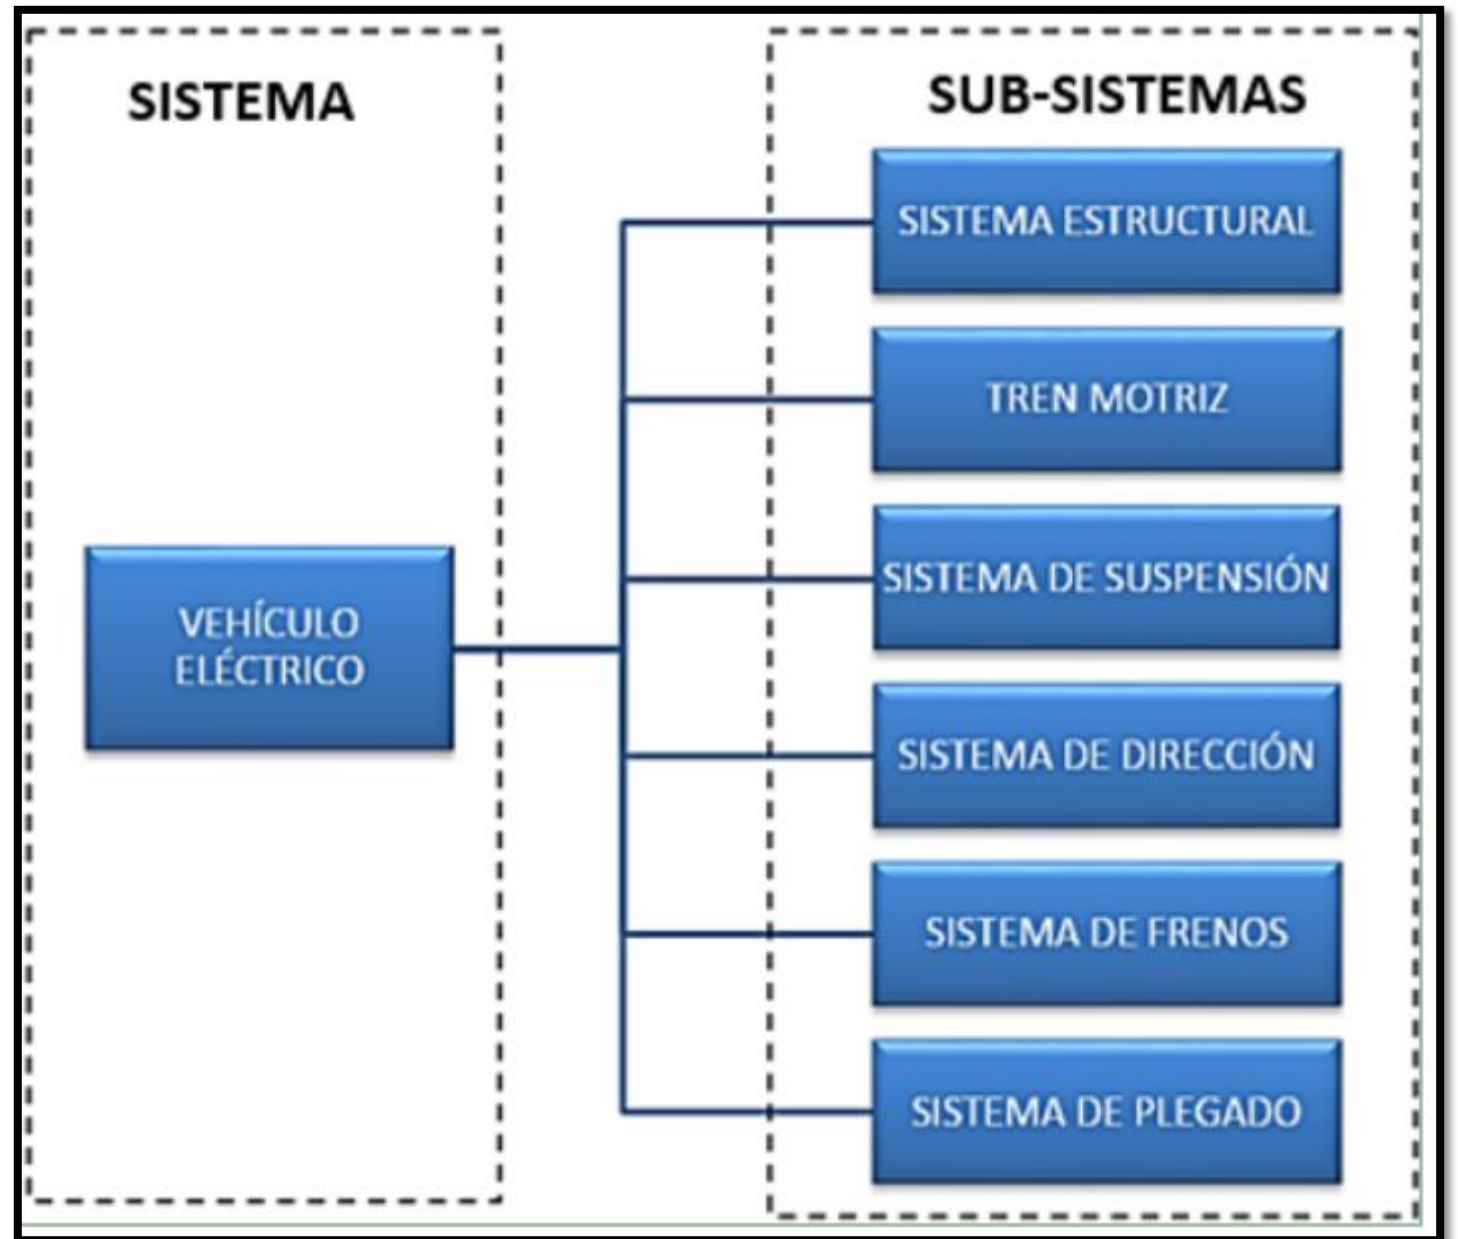 SISTEMA
VEHÍCULO
ELÉCTRICO
SUB-SISTEMAS
SISTEMA ESTRUCTURAL
TREN MOTRIZ
SISTEMA DE SUSPENSIÓN
SISTEMA DE DIRECCIÓN
SISTEMA DE FRENOS
SISTEMA DE PLEGADO